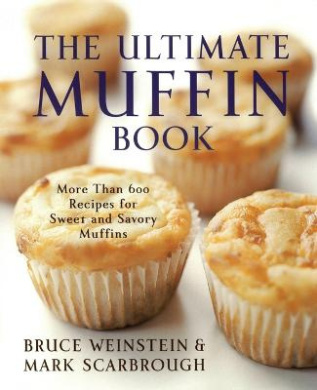 THE ULTIMATE
MUFFIN
BOOK
More Than 600
Recipes for
Sweet and Savory
Muffins
BRUCE WEINSTEIN &
MARK SCARBROUGH